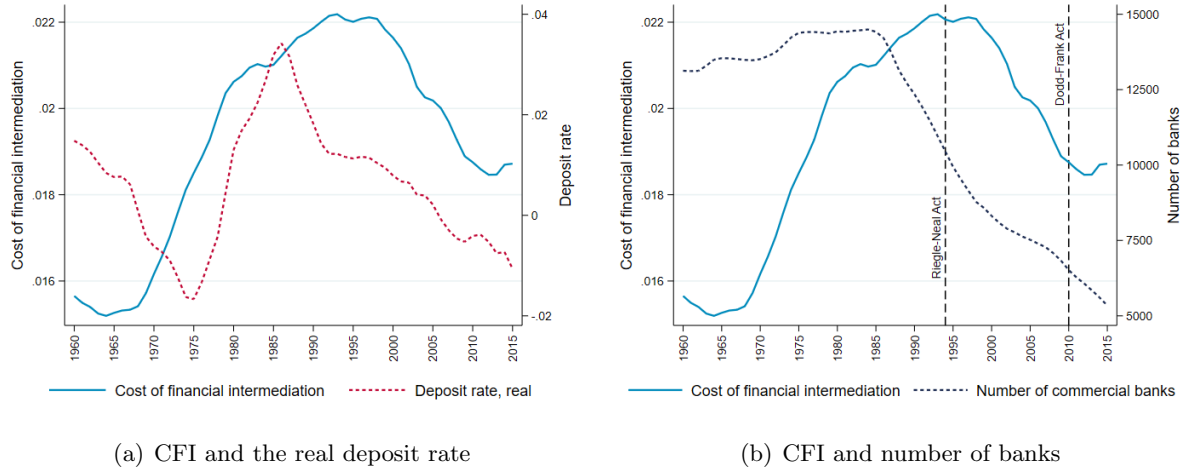 .022
.02
.018
.016
Cost of financial intermediation
.04
.02
0
-.02
Deposit rate
1960 1965 1970 1975 1980 1985 1990 1995 2000 2005 2010 2015
Cost of financial intermediation Deposit rate, real
(a) CFI and the real deposit rate
.022
.02
.018
.016
Cost of financial intermediation
Riegle-Neal Act
Dodd-Frank Act
15000
12500
10000
7500
5000
Number of banks
1960 1965 1970 1975 1980 1985 1990 1995 2000 2005 2010 2015
Cost of financial intermediation Number of commercial banks
(b) CFI and number of banks